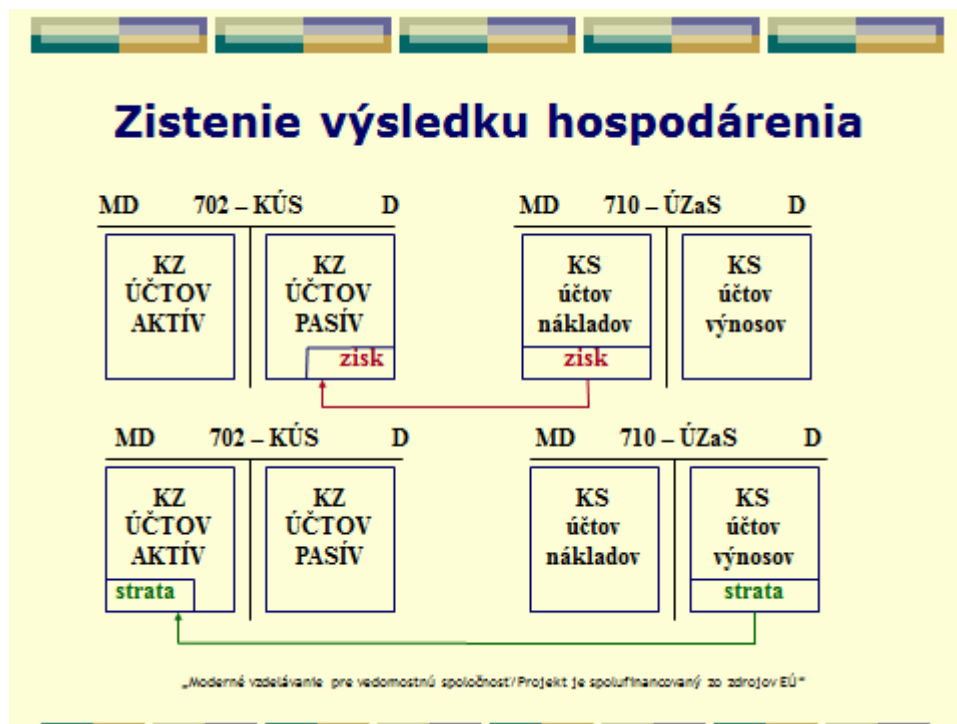 Zistenie výsledku hospodárenia
MD 702 – KÚS D
MD 710 – ÚZaS D
KZ
ÚČTOV
AKTÍV
KZ
ÚČTOV
PASÍV
zisk
KS
účtov
nákladov
zisk
KS
účtov
výnosov
MD 702 – KÚS D
MD 710 – ÚZaS D
KZ
ÚČTOV
AKTÍV
strata
KZ
ÚČTOV
PASÍV
KS
účtov
nákladov
KS
účtov
výnosov
strata
„Moderné vzdelávanie pre vedomostnú spoločnosť/Projekt je spolufinancovaný zo zdrojov EÚ“